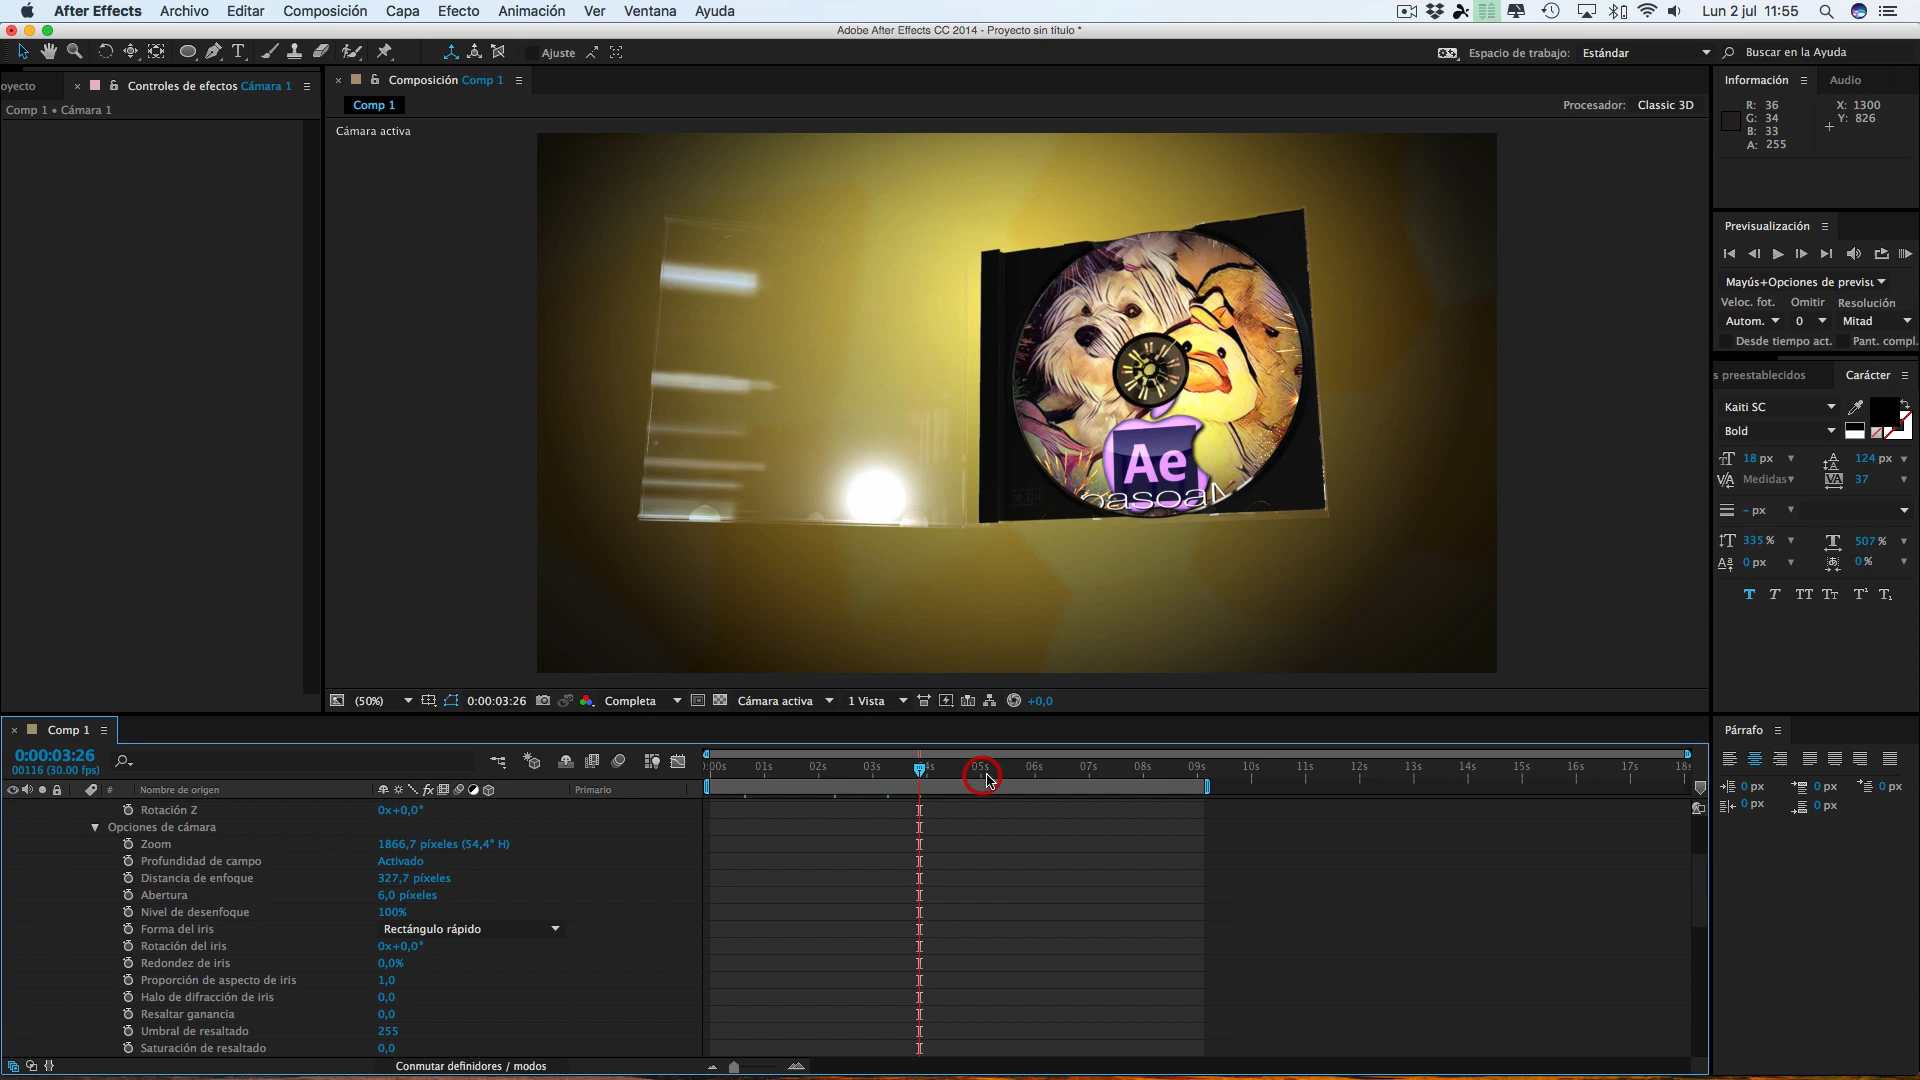 After Effects Archivo Editar Composición Capa Efecto Animación Ver Ventana Ayuda Lun 2 jul 11:55
Adobe After Effects CC 2014 - Proyecto sin título *
Ajuste Espacio de trabajo: Estándar Buscar en la Ayuda
oyecto Controles de efectos Cámara 1 Composición Comp 1 Información Audio
Comp 1 • Cámara 1 Comp 1 Procesador: Classic 3D
Cámara activa
R: 36 X: 1300
G: 34 Y: 826
B: 33
A: 255
Previsualización
Mayús+Opciones de previsu
Veloc. fot. Omitir Resolución
Autom. 0 Mitad
Desde tiempo act. Pant. compl.
s preestablecidos Carácter
Kaiti SC
Bold
18 px 124 px
Medidas 37
- px
335 % 507 %
0 px 0 %
T T TT Tt T¹ T₁
Ae
(50%) 0:00:03:26 Completa Cámara activa 1 Vista +0,0
Comp 1 Párrafo
0:00:03:26
00116 (30.00 fps)
):00s 01s 02s 03s 4s 05s 06s 07s 08s 09s 10s 11s 12s 13s 14s 15s 16s 17s 18s
# Nombre de origen fx Primario
0 px 0 px 0 px
0 px 0 px
Rotación Z 0x+0,0°
Opciones de cámara
Zoom 1866,7 píxeles (54,4° H)
Profundidad de campo Activado
Distancia de enfoque 327,7 píxeles
Abertura 6,0 píxeles
Nivel de desenfoque 100%
Forma del iris Rectángulo rápido
Rotación del iris 0x+0,0°
Redondez de iris 0,0%
Proporción de aspecto de iris 1,0
Halo de difracción de iris 0,0
Resaltar ganancia 0,0
Umbral de resaltado 255
Saturación de resaltado 0,0
Conmutar definidores / modos